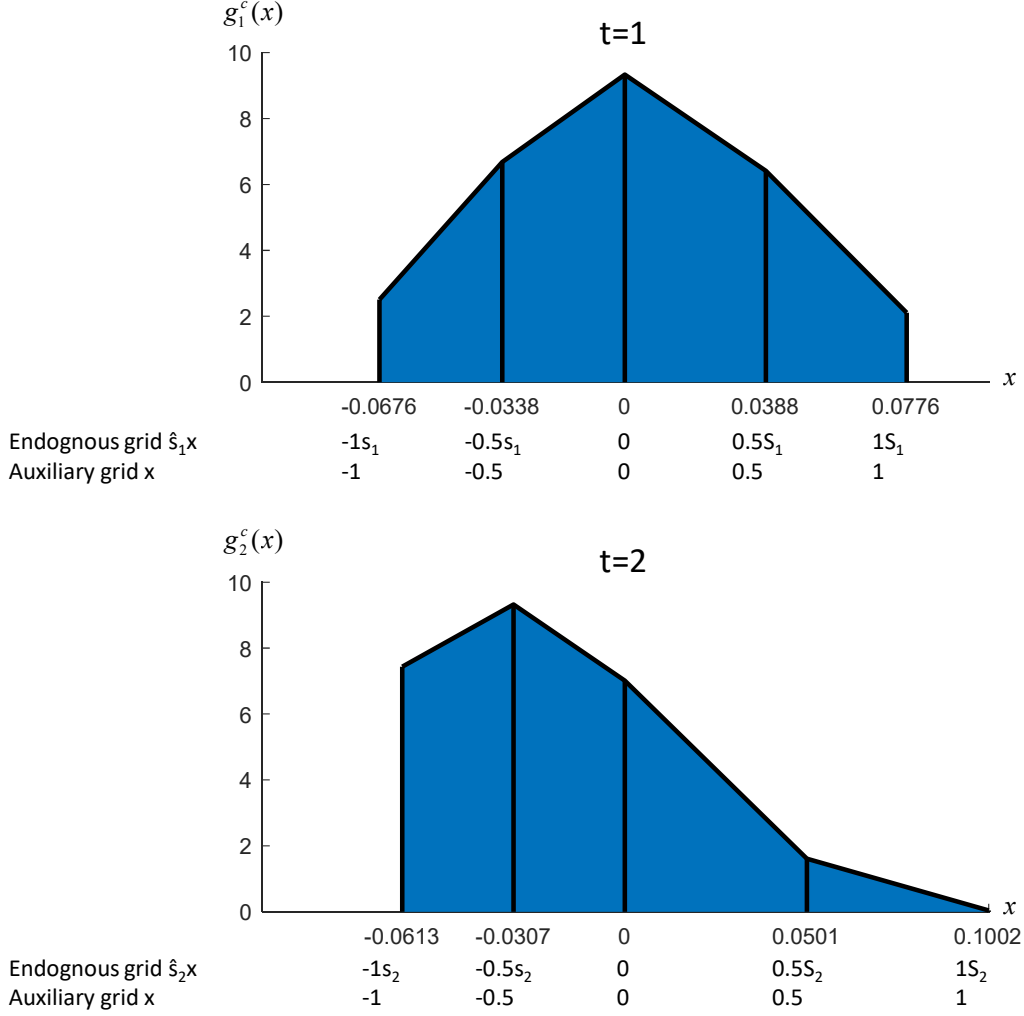 g₁ᶜ(x)
t=1
10
8
6
4
2
0
x
-0.0676 -0.0338 0 0.0388 0.0776
Endognous grid ŝ₁x -1s₁ -0.5s₁ 0 0.5S₁ 1S₁
Auxiliary grid x -1 -0.5 0 0.5 1
g₂ᶜ(x)
t=2
10
8
6
4
2
0
x
-0.0613 -0.0307 0 0.0501 0.1002
Endognous grid ŝ₂x -1s₂ -0.5s₂ 0 0.5S₂ 1S₂
Auxiliary grid x -1 -0.5 0 0.5 1